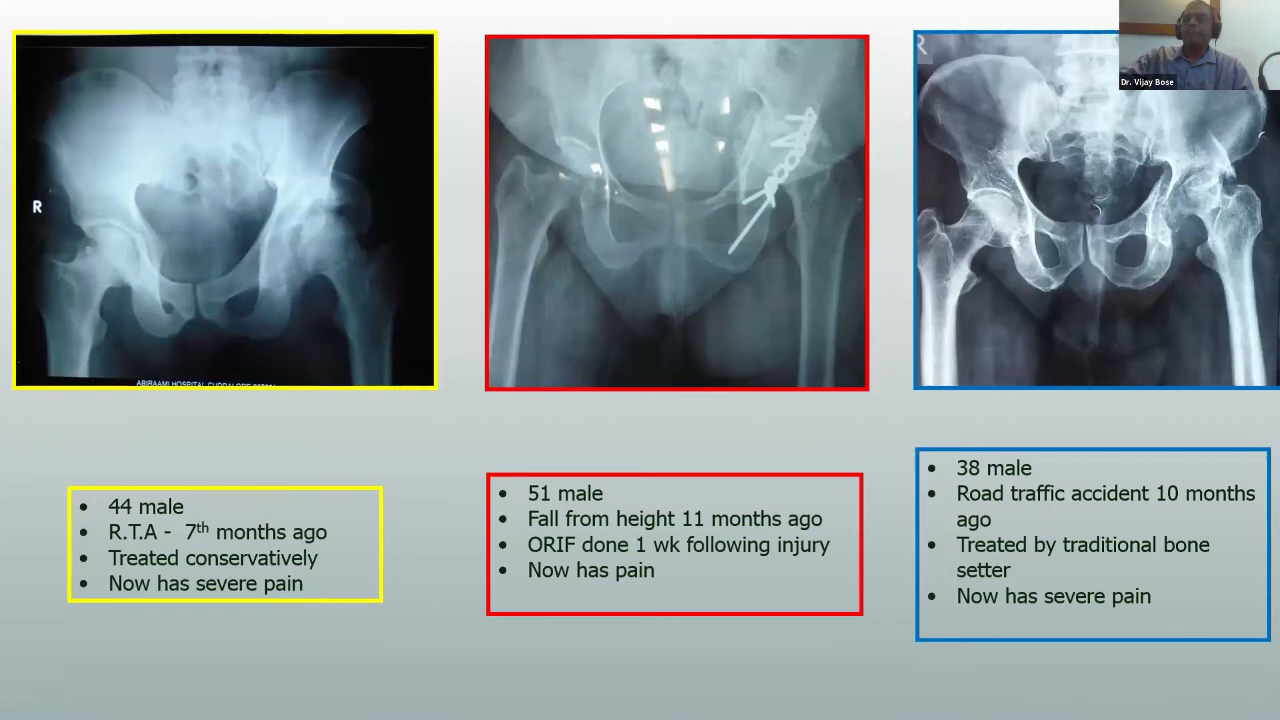 R
Dr. Vijay Bose
R
ABIRAAMI HOSPITAL CUDDALORE
• 44 male
• R.T.A - 7th months ago
• Treated conservatively
• Now has severe pain
• 51 male
• Fall from height 11 months ago
• ORIF done 1 wk following injury
• Now has pain
• 38 male
• Road traffic accident 10 months
ago
• Treated by traditional bone
setter
• Now has severe pain